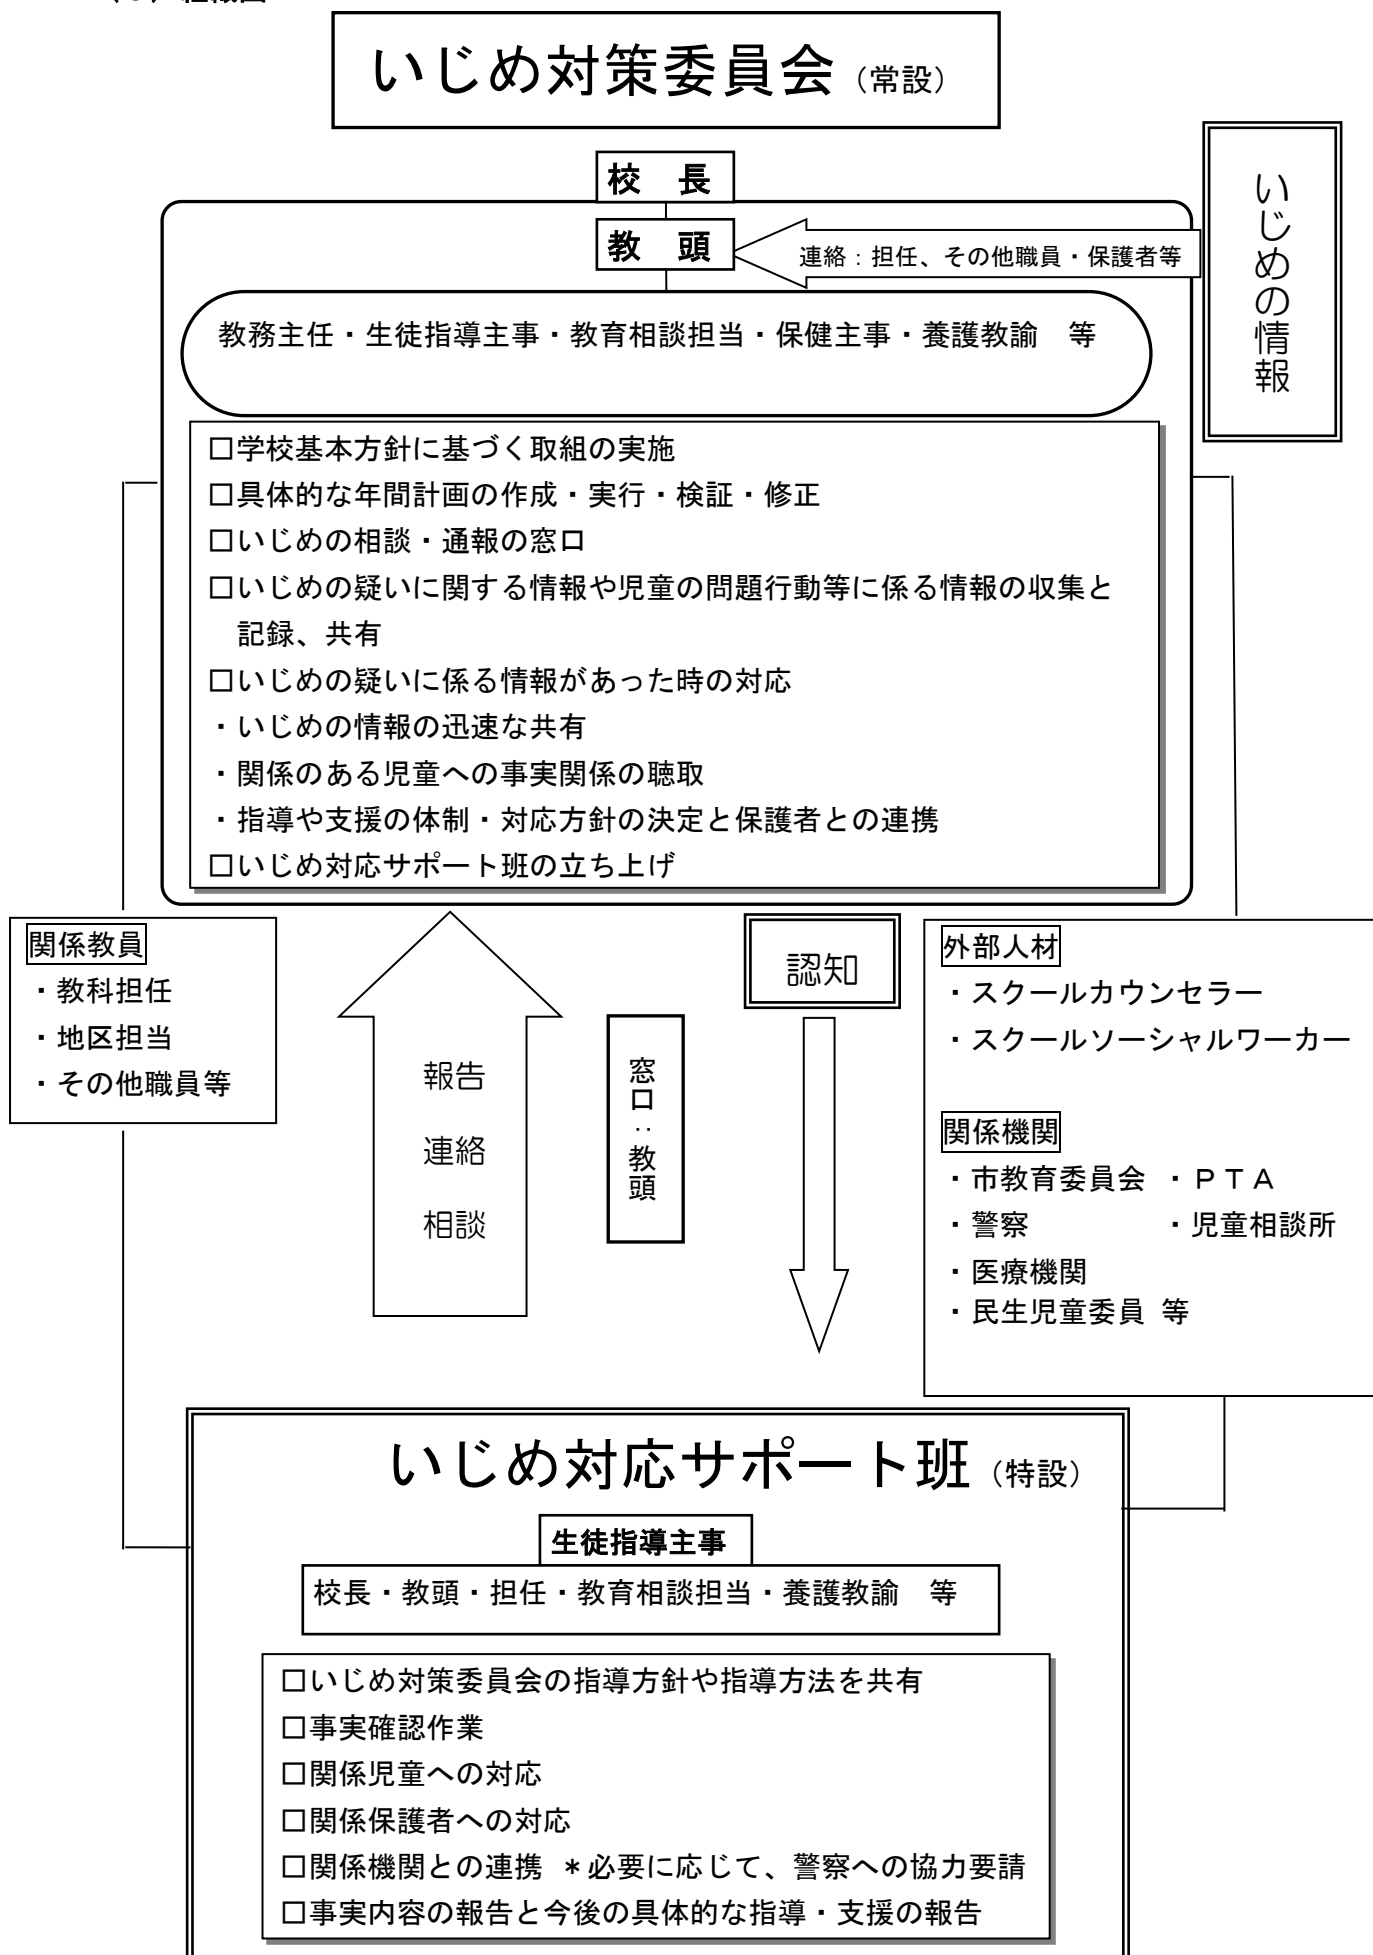 いじめ対策委員会（常設）
校　長
教　頭
連絡：担任、その他職員・保護者等
いじめの情報
教務主任・生徒指導主事・教育相談担当・保健主事・養護教諭　等
□学校基本方針に基づく取組の実施
□具体的な年間計画の作成・実行・検証・修正
□いじめの相談・通報の窓口
□いじめの疑いに関する情報や児童の問題行動等に係る情報の収集と
記録、共有
□いじめの疑いに係る情報があった時の対応
・いじめの情報の迅速な共有
・関係のある児童への事実関係の聴取
・指導や支援の体制・対応方針の決定と保護者との連携
□いじめ対応サポート班の立ち上げ
関係教員
・教科担任
・地区担当
・その他職員等
報告
連絡
相談
窓口：教頭
認知
外部人材
・スクールカウンセラー
・スクールソーシャルワーカー
関係機関
・市教育委員会　・ＰＴＡ
・警察　・児童相談所
・医療機関
・民生児童委員 等
いじめ対応サポート班（特設）
生徒指導主事
校長・教頭・担任・教育相談担当・養護教諭　等
□いじめ対策委員会の指導方針や指導方法を共有
□事実確認作業
□関係児童への対応
□関係保護者への対応
□関係機関との連携 ＊必要に応じて、警察への協力要請
□事実内容の報告と今後の具体的な指導・支援の報告